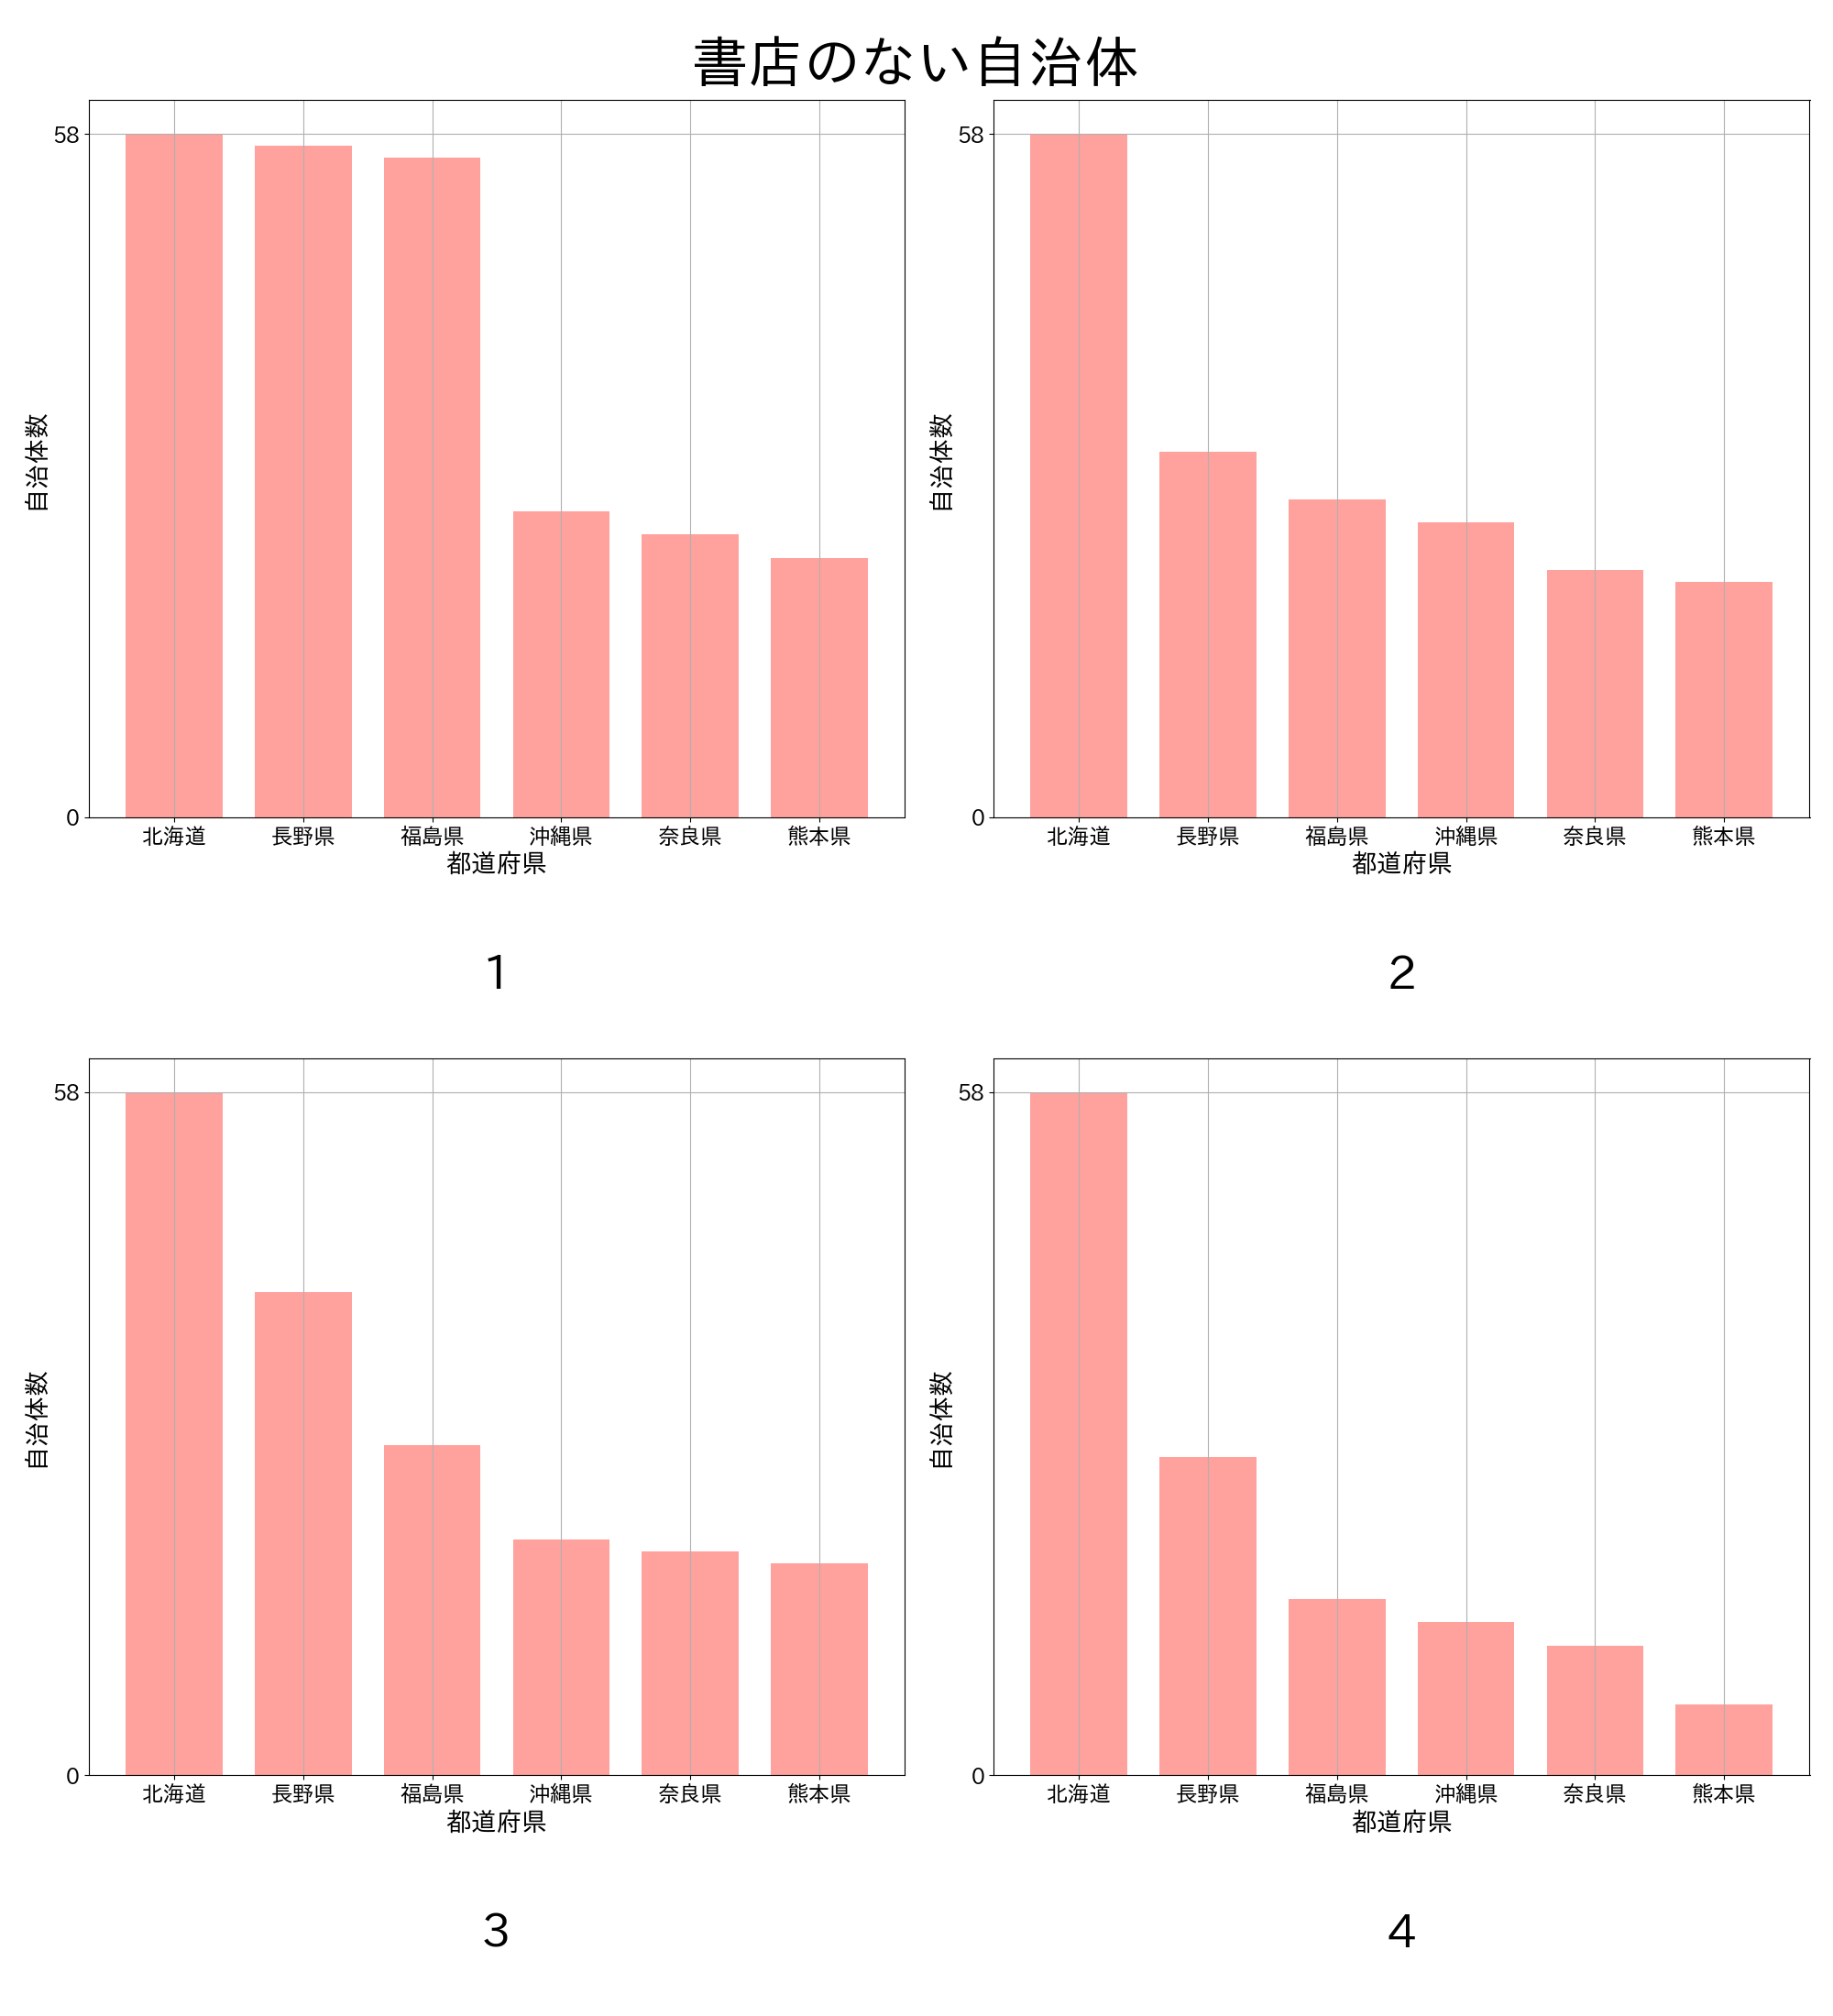 書店のない自治体
58
0
自治体数
北海道 長野県 福島県 沖縄県 奈良県 熊本県
都道府県
1
58
0
自治体数
北海道 長野県 福島県 沖縄県 奈良県 熊本県
都道府県
2
58
0
自治体数
北海道 長野県 福島県 沖縄県 奈良県 熊本県
都道府県
3
58
0
自治体数
北海道 長野県 福島県 沖縄県 奈良県 熊本県
都道府県
4